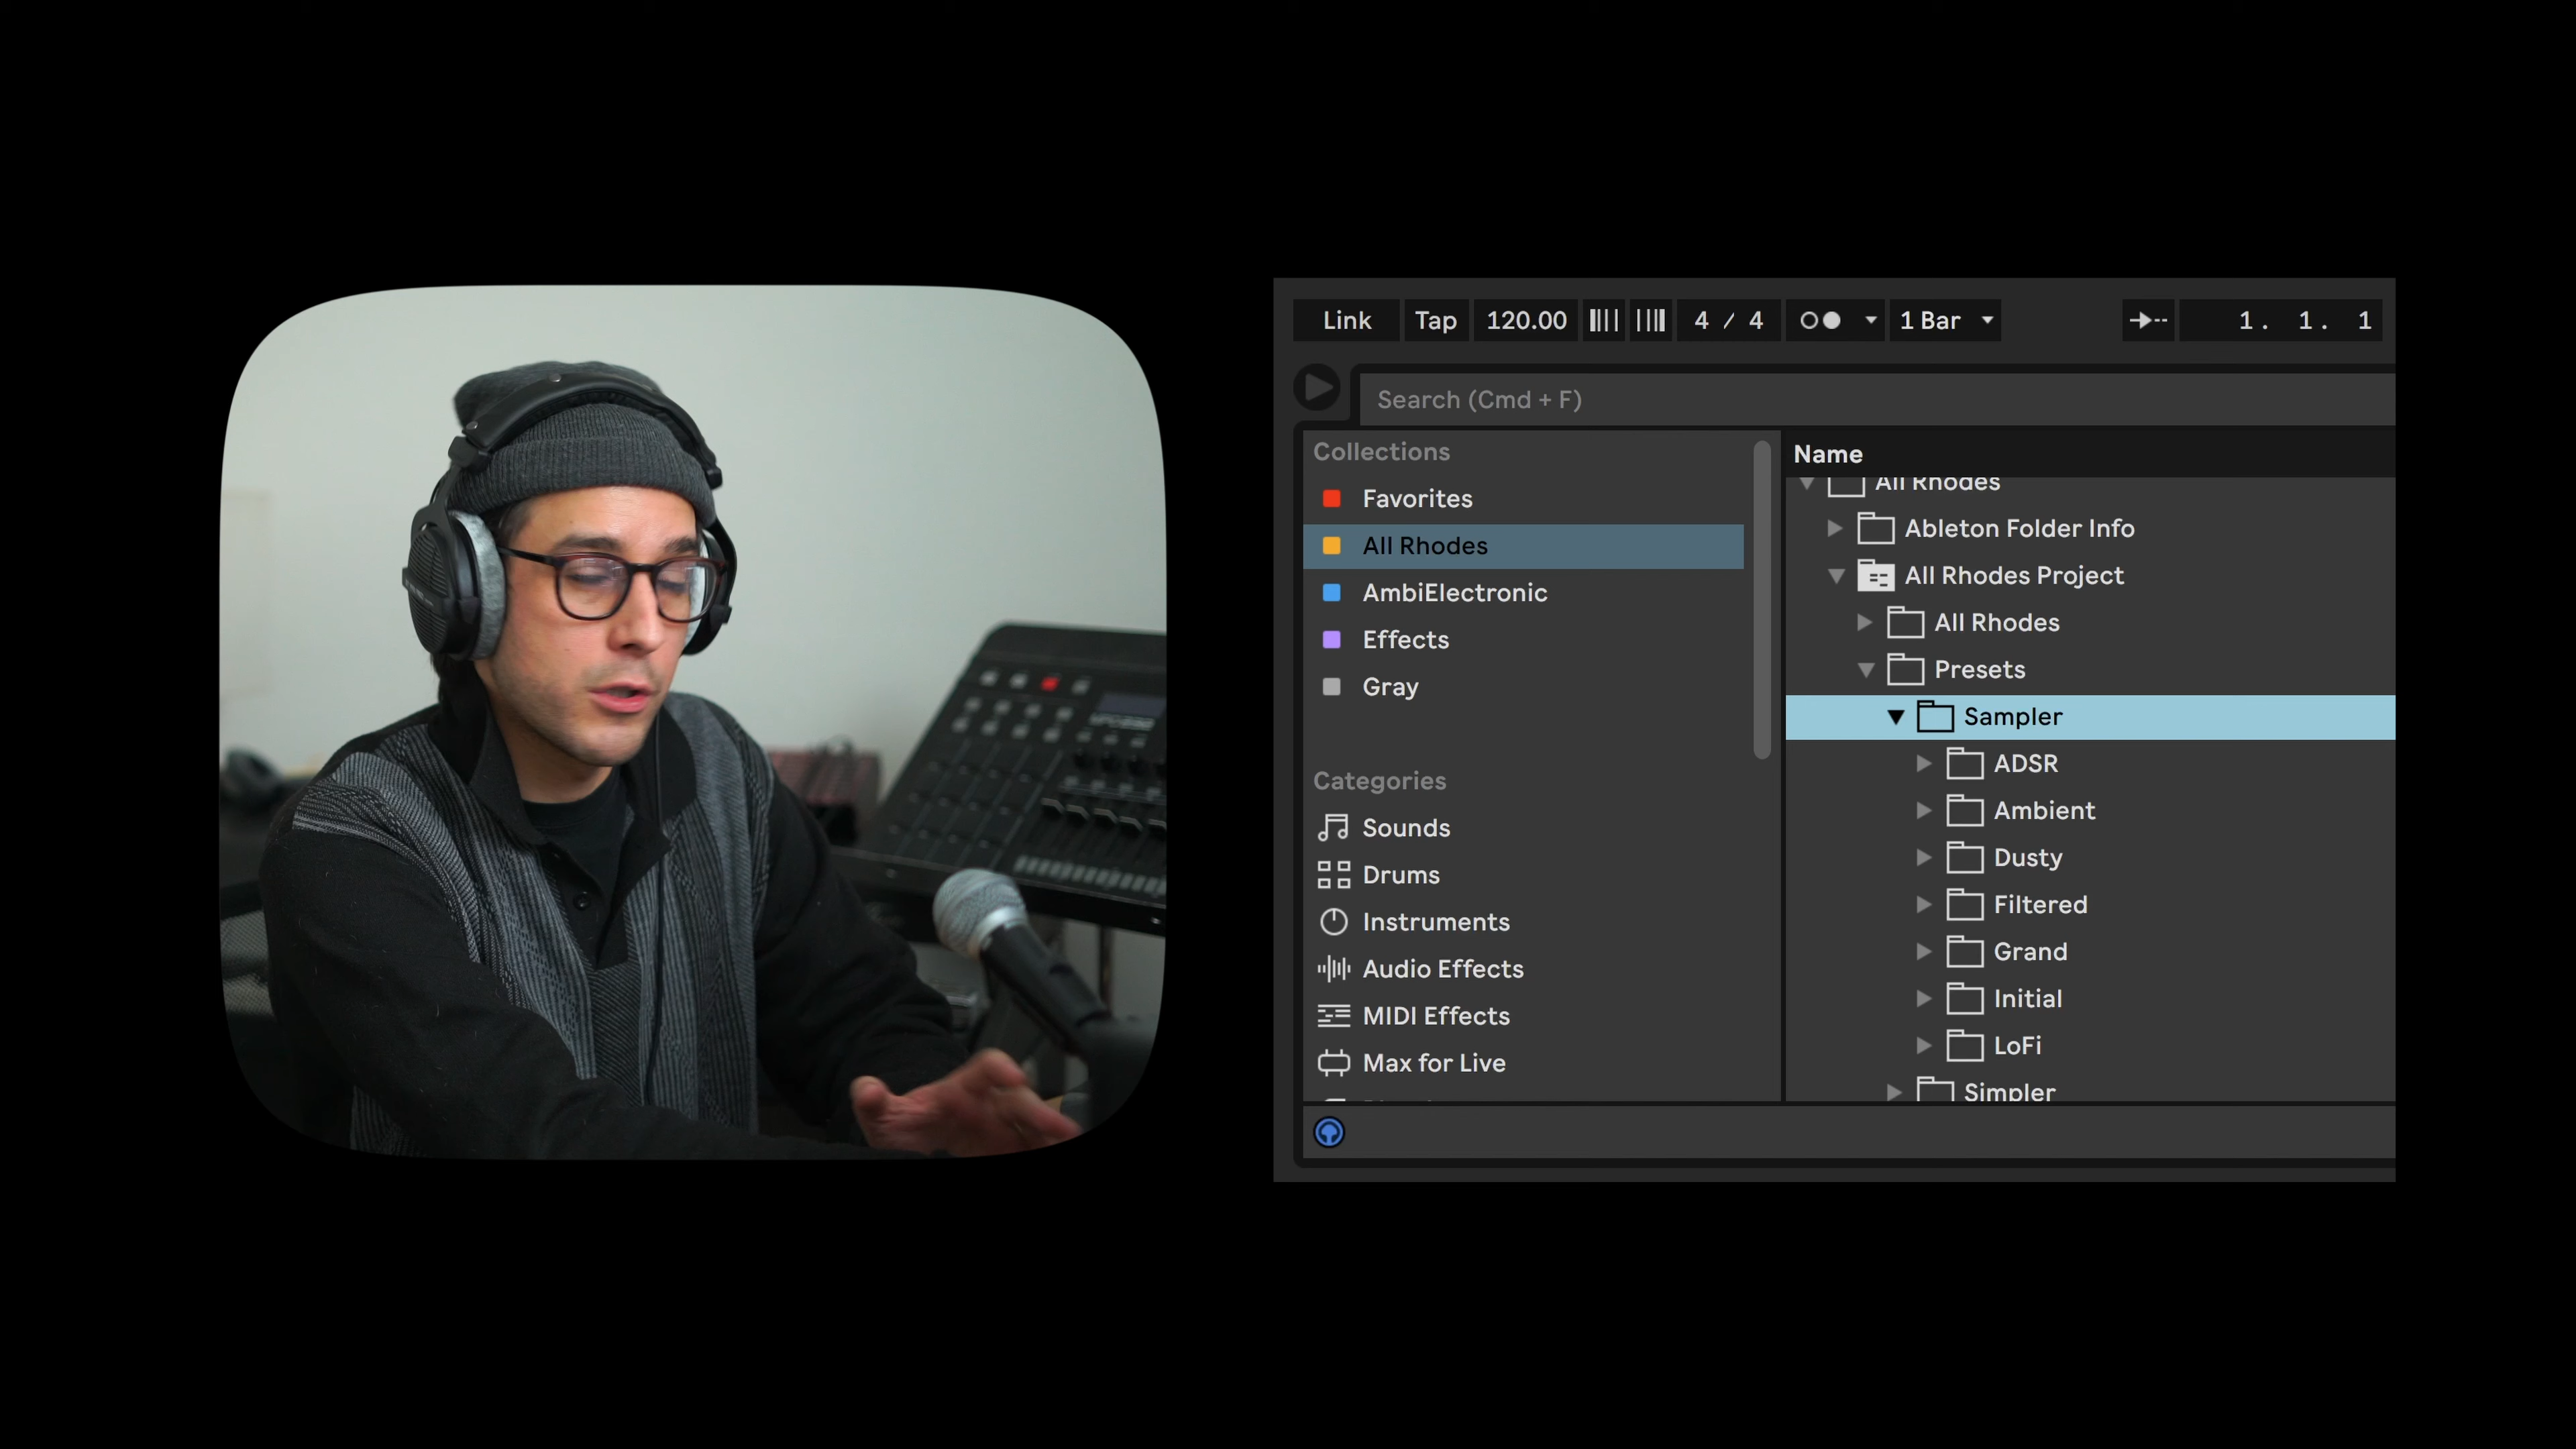 Link Tap 120.00 4 / 4 1 Bar 1. 1. 1
Search (Cmd + F)
Collections
Favorites
All Rhodes
AmbiElectronic
Effects
Gray
Categories
Sounds
Drums
Instruments
Audio Effects
MIDI Effects
Max for Live
Name
All Rhodes
Ableton Folder Info
All Rhodes Project
All Rhodes
Presets
Sampler
ADSR
Ambient
Dusty
Filtered
Grand
Initial
LoFi
Simpler